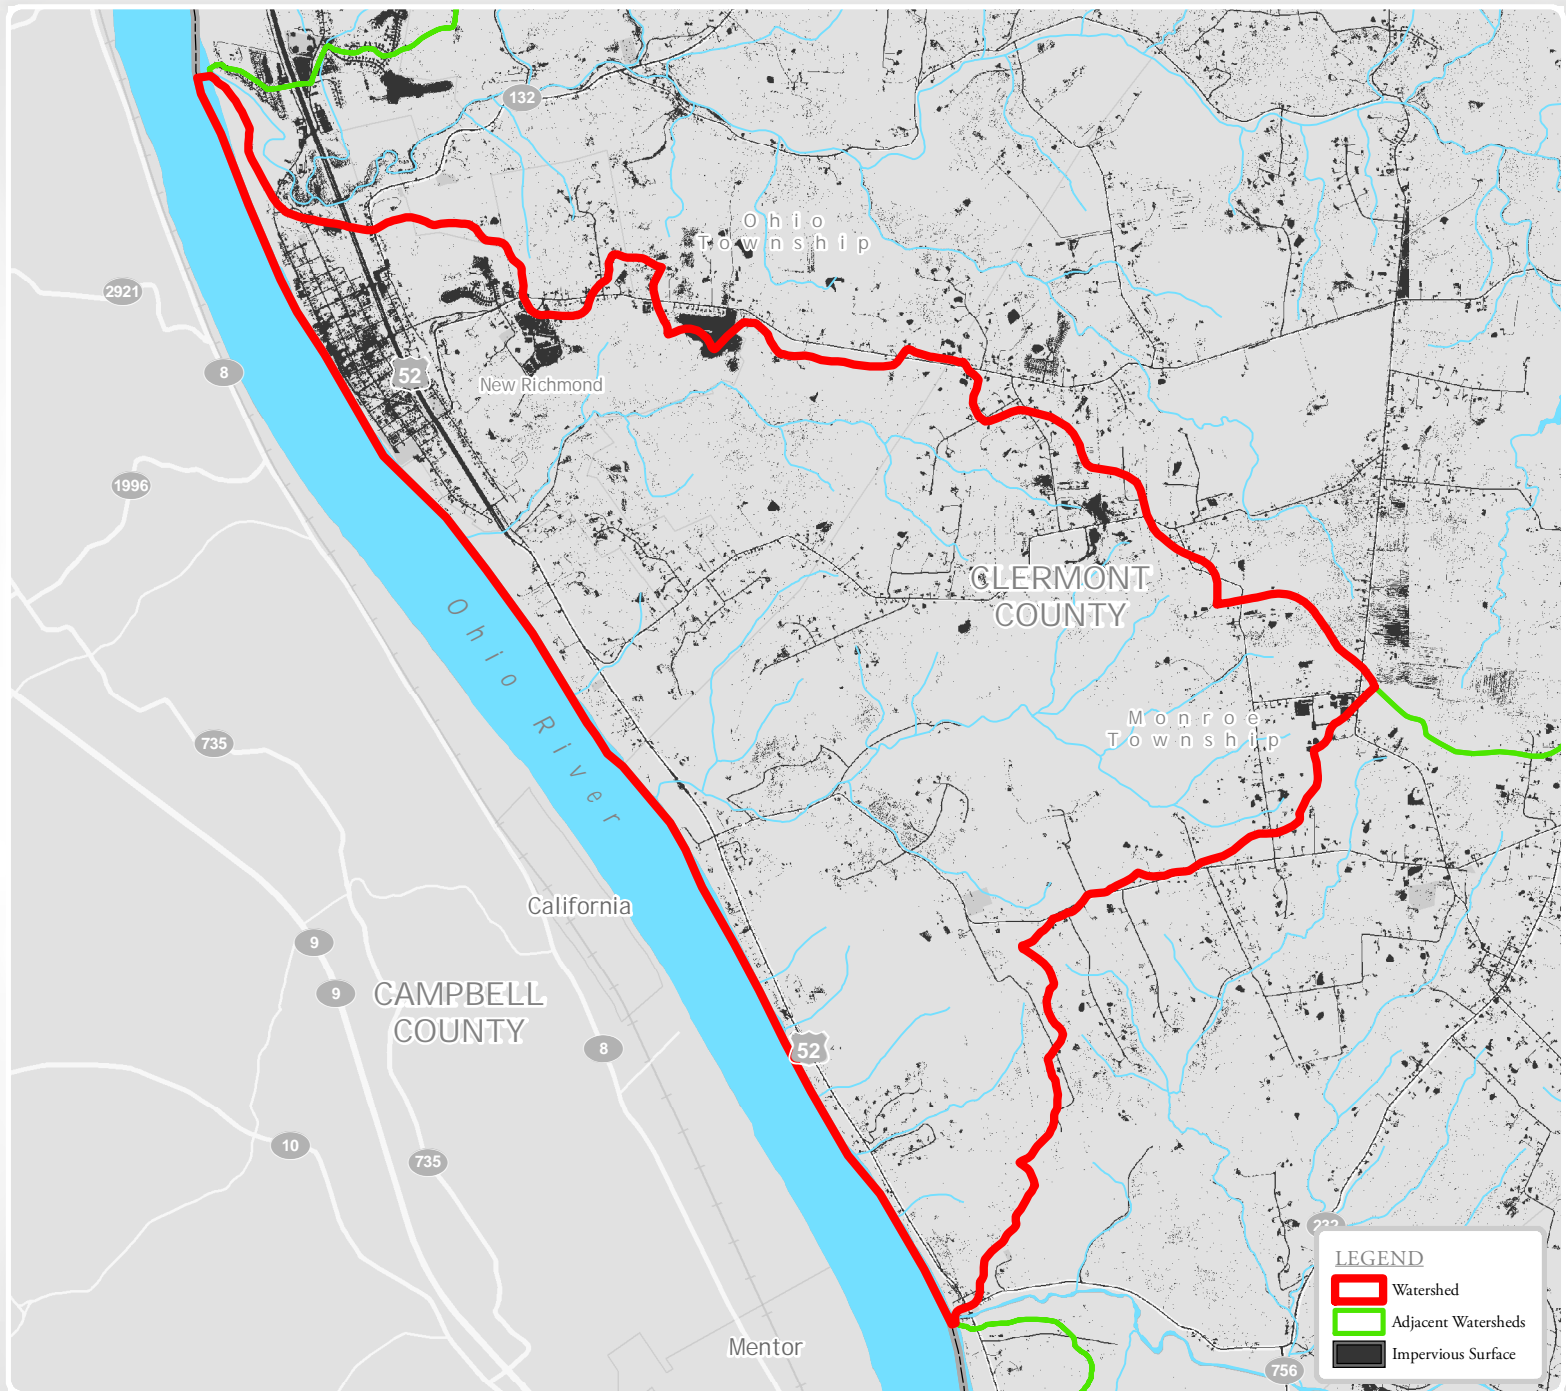 132
Ohio
Township
2921
8
52
New Richmond
1996
CLERMONT
COUNTY
Ohio River
Monroe
Township
735
California
9
9
CAMPBELL
COUNTY
8
52
10
735
232
Mentor
756
LEGEND
Watershed
Adjacent Watersheds
Impervious Surface